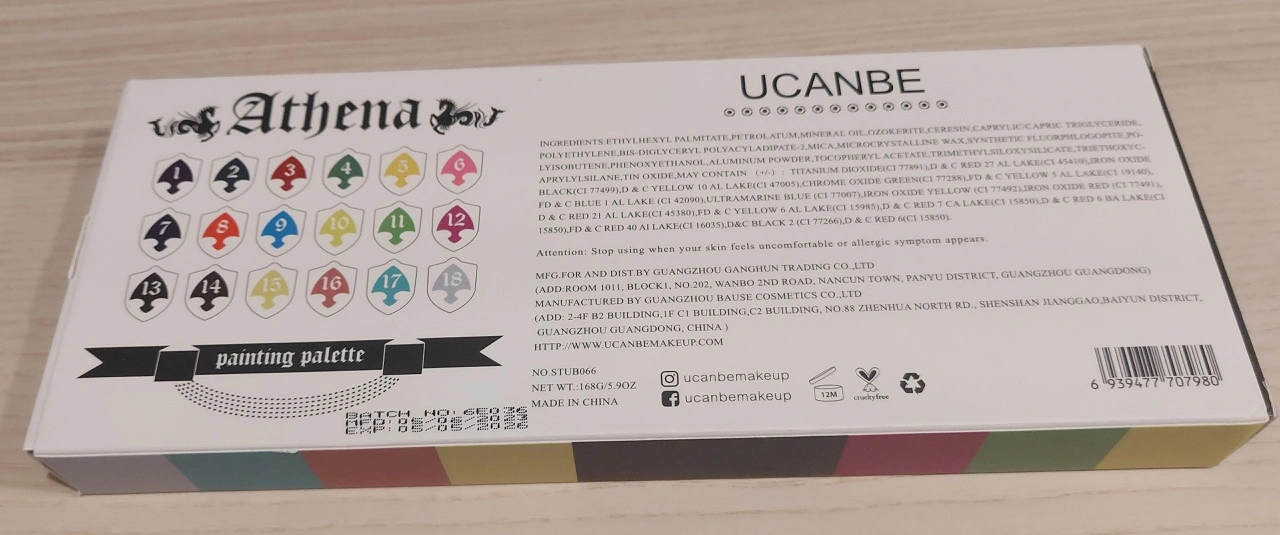 Athena
1 2 3 4 5 6
7 8 9 10 11 12
13 14 15 16 17 18
painting palette
BATCH NO:6E036
MFD:05/06/2023
EXP:05/06/2026
UCANBE
INGREDIENTS:ETHYLHEXYL PALMITATE,PETROLATUM,MINERAL OIL,OZOKERITE,CERESIN,CAPRYLIC/CAPRIC TRIGLYCERIDE,
POLYETHYLENE,BIS-DIGLYCERYL POLYACYLADIPATE-2,MICA,MICROCRYSTALLINE WAX,SYNTHETIC FLUORPHLOGOPITE,PO-
LYISOBUTENE,PHENOXYETHANOL,ALUMINUM POWDER,TOCOPHERYL ACETATE,TRIMETHYLSILOXYSILICATE,TRIETHOXYC-
APRYLYLSILANE,TIN OXIDE,MAY CONTAIN (+/-) : TITANIUM DIOXIDE(CI 77891),D & C RED 27 AL LAKE(CI 45410),IRON OXIDE
BLACK(CI 77499),D & C YELLOW 10 AL LAKE(CI 47005),CHROME OXIDE GREEN(CI 77288),FD & C YELLOW 5 AL LAKE(CI 19140),
FD & C BLUE 1 AL LAKE (CI 42090),ULTRAMARINE BLUE (CI 77007),IRON OXIDE YELLOW (CI 77492),IRON OXIDE RED (CI 77491),
D & C RED 21 AL LAKE(CI 45380),FD & C YELLOW 6 AL LAKE(CI 15985),D & C RED 7 CA LAKE(CI 15850),D & C RED 6 BA LAKE(CI
15850),FD & C RED 40 Al LAKE(CI 16035),D&C BLACK 2 (CI 77266),D & C RED 6(CI 15850).
Attention: Stop using when your skin feels uncomfortable or allergic symptom appears.
MFG.FOR AND DIST.BY GUANGZHOU GANGHUN TRADING CO.,LTD
(ADD:ROOM 1011, BLOCK1, NO.202, WANBO 2ND ROAD, NANCUN TOWN, PANYU DISTRICT, GUANGZHOU GUANGDONG)
MANUFACTURED BY GUANGZHOU BAUSE COSMETICS CO.,LTD
(ADD: 2-4F B2 BUILDING,1F C1 BUILDING,C2 BUILDING, NO.88 ZHENHUA NORTH RD., SHENSHAN JIANGGAO,BAIYUN DISTRICT,
GUANGZHOU GUANGDONG, CHINA )
HTTP://WWW.UCANBEMAKEUP.COM
NO.STUB066
NET WT.:168G/5.9OZ
MADE IN CHINA
ucanbemakeup
ucanbemakeup
12M
crueltyfree
6 939477 707980